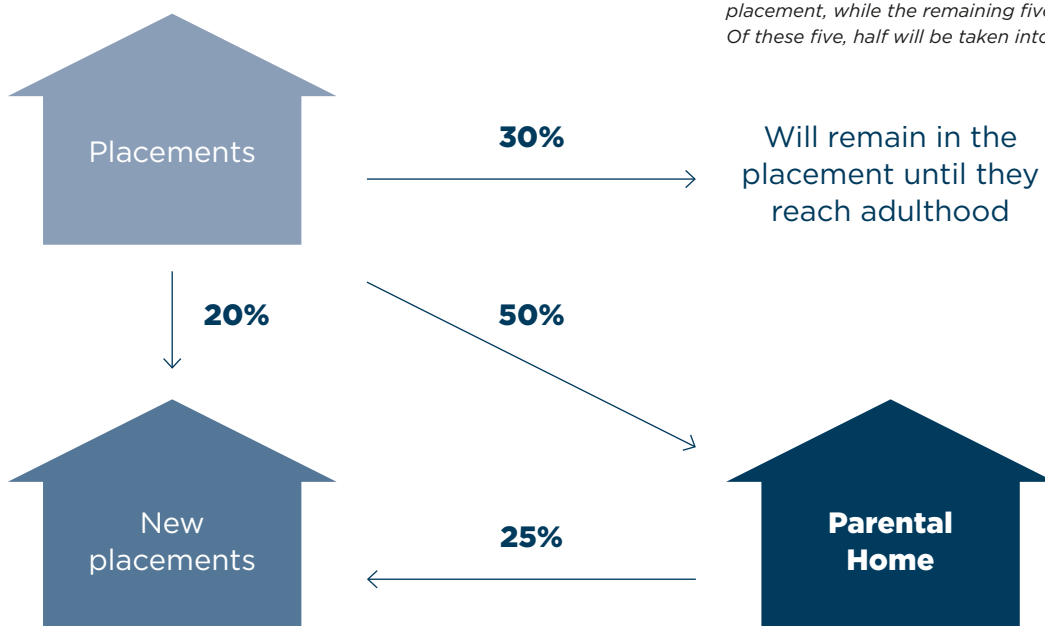 placement, while the remaining five
Of these five, half will be taken into
Placements
30%
Will remain in the
placement until they
reach adulthood
20%
50%
New
placements
25%
Parental
Home